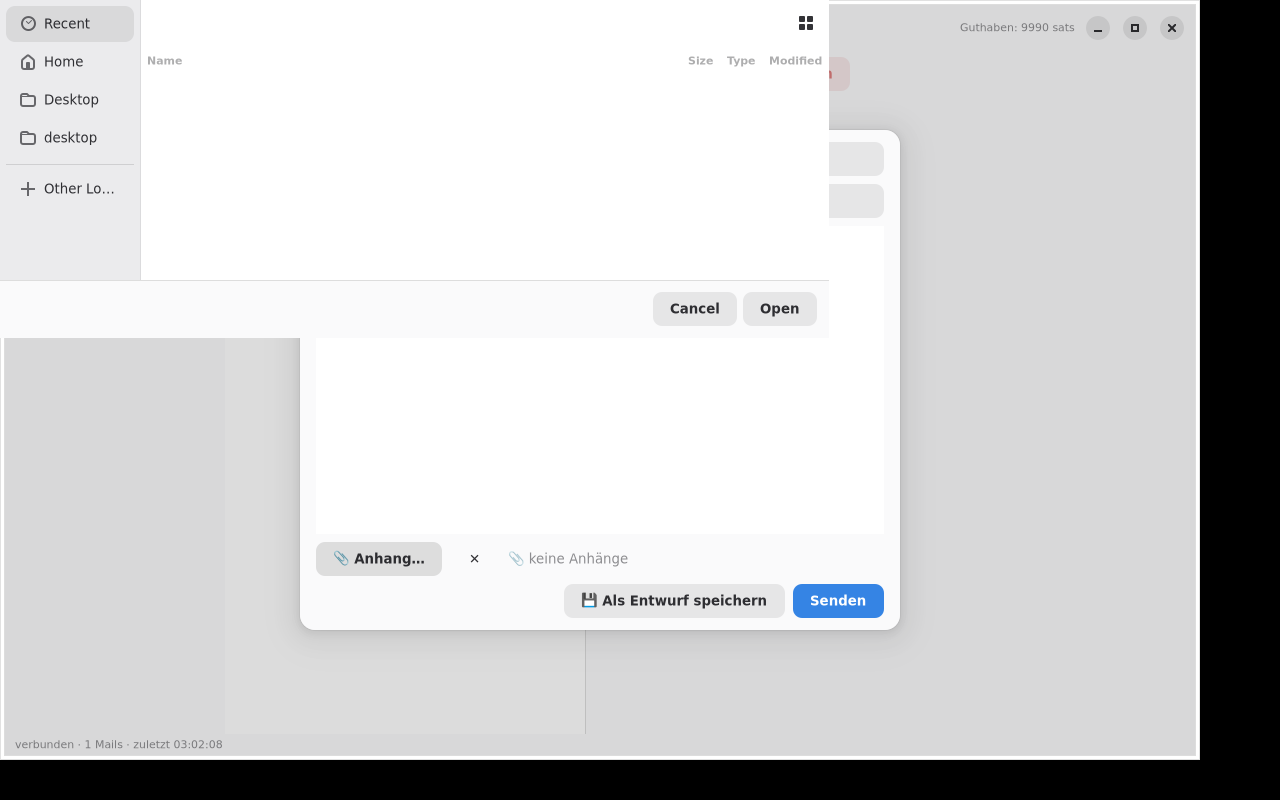 Recent
Home
Desktop
desktop
Other Lo…
Name Size Type Modified
Cancel Open
Guthaben: 9990 sats
📎 Anhang… ✕ 📎 keine Anhänge
💾 Als Entwurf speichern Senden
verbunden · 1 Mails · zuletzt 03:02:08